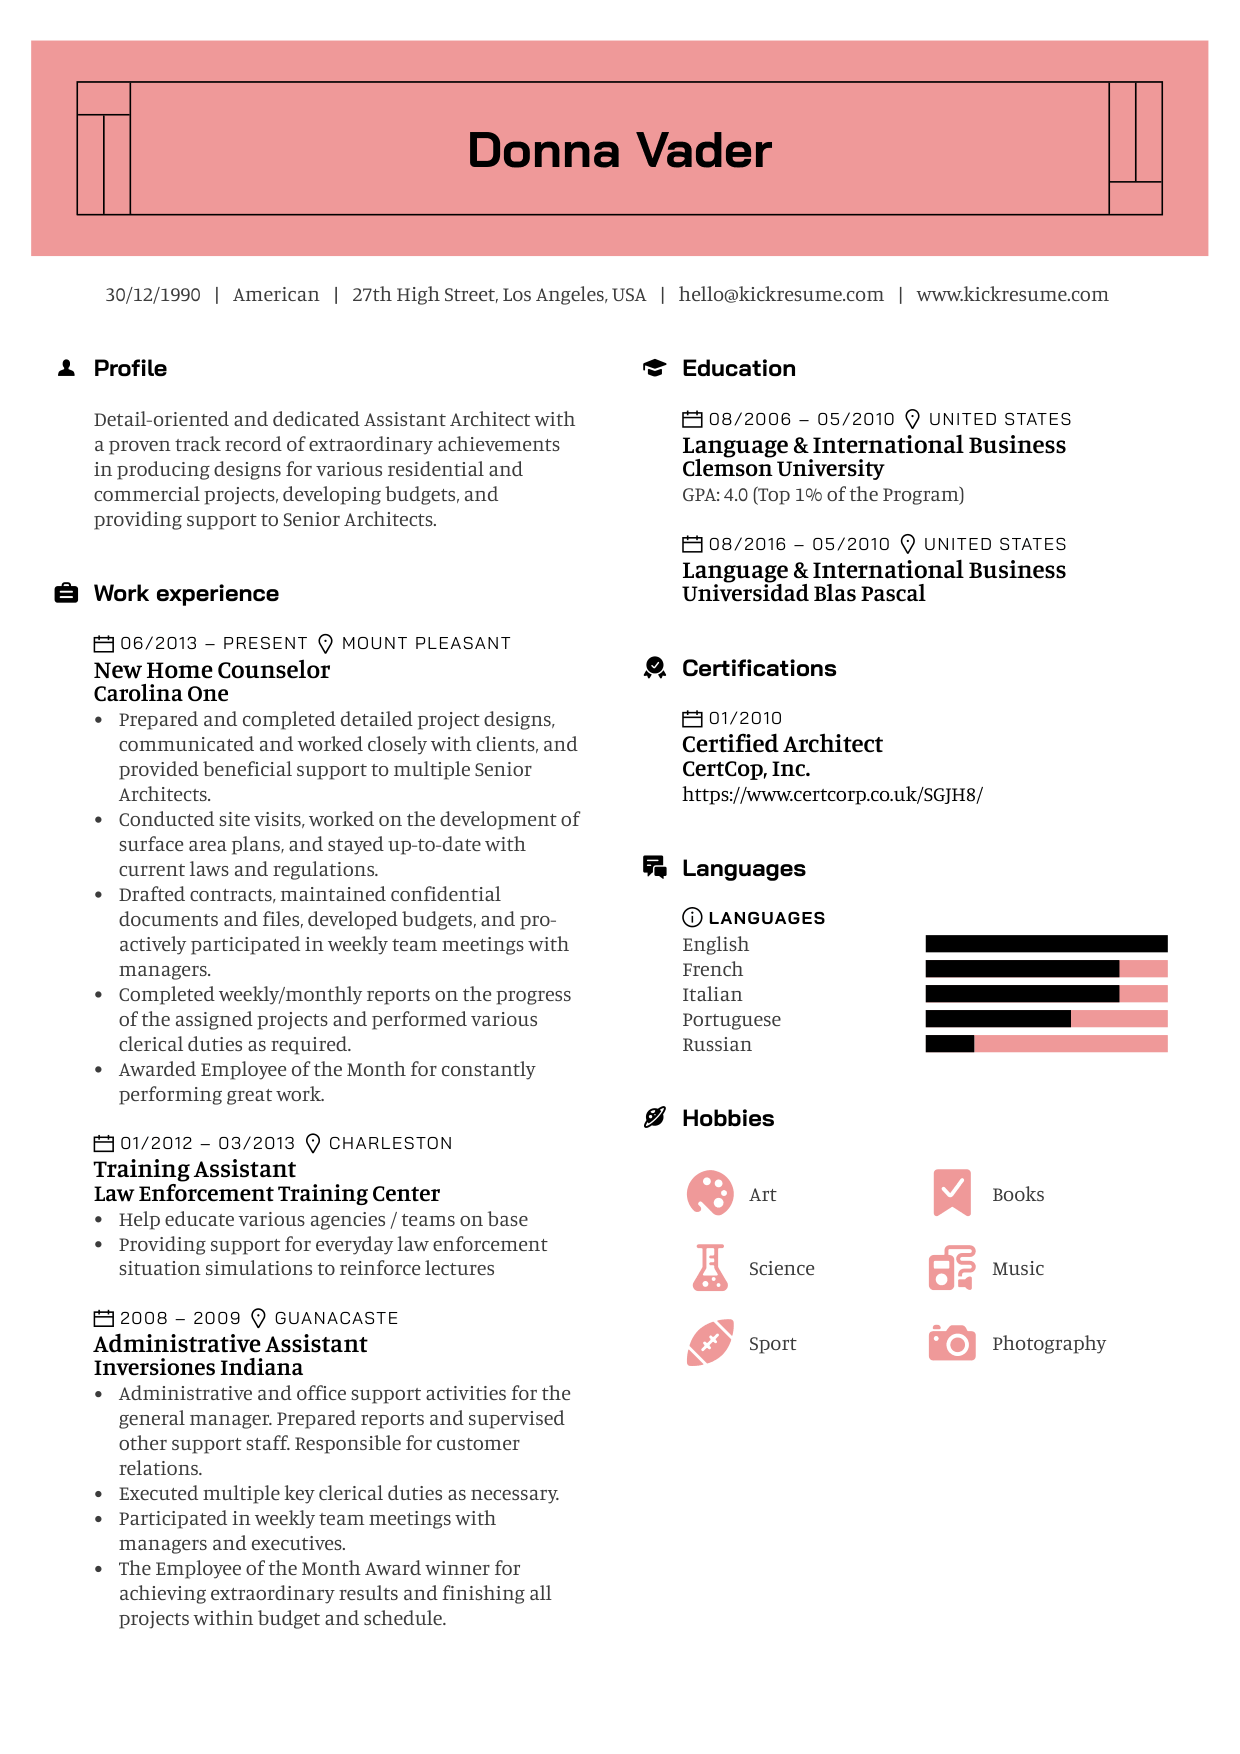 Donna Vader
30/12/1990 | American | 27th High Street, Los Angeles, USA | hello@kickresume.com | www.kickresume.com
Profile
Detail-oriented and dedicated Assistant Architect with
a proven track record of extraordinary achievements
in producing designs for various residential and
commercial projects, developing budgets, and
providing support to Senior Architects.
Work experience
06/2013 – PRESENT MOUNT PLEASANT
New Home Counselor
Carolina One
• Prepared and completed detailed project designs,
communicated and worked closely with clients, and
provided beneficial support to multiple Senior
Architects.
• Conducted site visits, worked on the development of
surface area plans, and stayed up-to-date with
current laws and regulations.
• Drafted contracts, maintained confidential
documents and files, developed budgets, and pro-
actively participated in weekly team meetings with
managers.
• Completed weekly/monthly reports on the progress
of the assigned projects and performed various
clerical duties as required.
• Awarded Employee of the Month for constantly
performing great work.
01/2012 – 03/2013 CHARLESTON
Training Assistant
Law Enforcement Training Center
• Help educate various agencies / teams on base
• Providing support for everyday law enforcement
situation simulations to reinforce lectures
2008 – 2009 GUANACASTE
Administrative Assistant
Inversiones Indiana
• Administrative and office support activities for the
general manager. Prepared reports and supervised
other support staff. Responsible for customer
relations.
• Executed multiple key clerical duties as necessary.
• Participated in weekly team meetings with
managers and executives.
• The Employee of the Month Award winner for
achieving extraordinary results and finishing all
projects within budget and schedule.
Education
08/2006 – 05/2010 UNITED STATES
Language & International Business
Clemson University
GPA: 4.0 (Top 1% of the Program)
08/2016 – 05/2010 UNITED STATES
Language & International Business
Universidad Blas Pascal
Certifications
01/2010
Certified Architect
CertCop, Inc.
https://www.certcorp.co.uk/SGJH8/
Languages
LANGUAGES
English
French
Italian
Portuguese
Russian
Hobbies
Art
Books
Science
Music
Sport
Photography